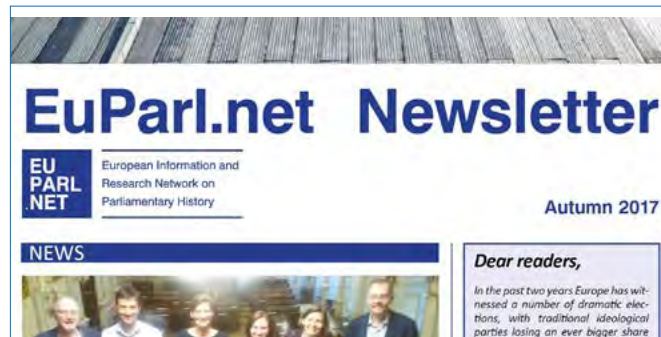 EuParl.net Newsletter
EU
PARL
.NET
European Information and
Research Network on
Parliamentary History
Autumn 2017
NEWS
Dear readers,
In the past two years Europe has wit-
nessed a number of dramatic elec-
tions, with traditional ideological
parties losing an ever bigger share